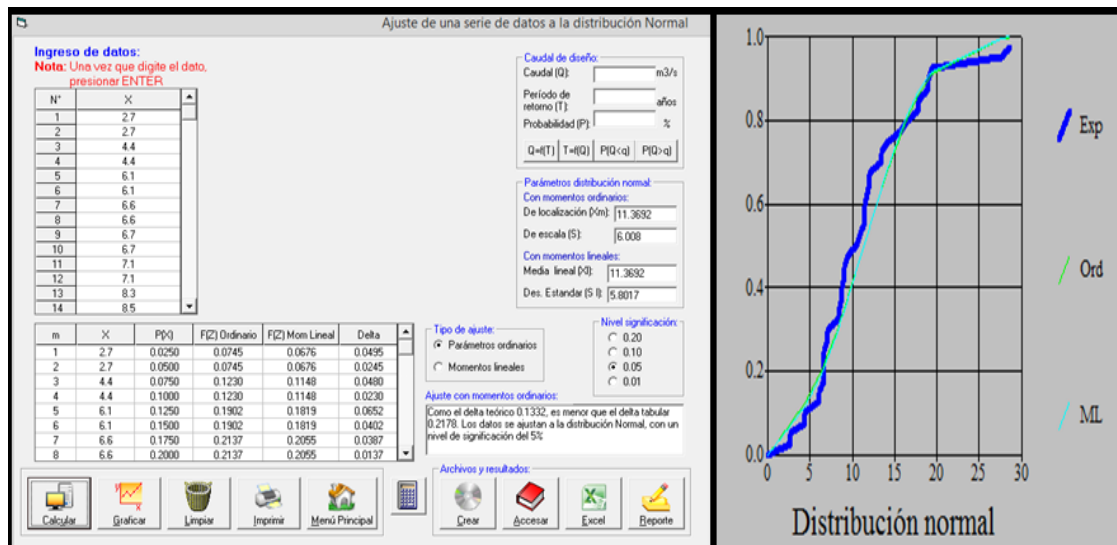 Ajuste de una serie de datos a la distribución Normal
Ingreso de datos:
Nota: Una vez que digite el dato,
presionar ENTER
N° X
1 2.7
2 2.7
3 4.4
4 4.4
5 6.1
6 6.1
7 6.6
8 6.6
9 6.7
10 6.7
11 7.1
12 7.1
13 8.3
14 8.5
Caudal de diseño:
Caudal (Q): m3/s
Período de
retorno (T): años
Probabilidad (P): %
Q=f(T) T=f(Q) P(Q<q) P(Q>q)
Parámetros distribución normal:
Con momentos ordinarios:
De localización (Xm): 11.3692
De escala (S): 6.008
Con momentos lineales:
Media lineal (Xl): 11.3692
Des. Estandar (S l): 5.8017
m X P(X) F(Z) Ordinario F(Z) Mom Lineal Delta
1 2.7 0.0250 0.0745 0.0676 0.0495
2 2.7 0.0500 0.0745 0.0676 0.0245
3 4.4 0.0750 0.1230 0.1148 0.0480
4 4.4 0.1000 0.1230 0.1148 0.0230
5 6.1 0.1250 0.1902 0.1819 0.0652
6 6.1 0.1500 0.1902 0.1819 0.0402
7 6.6 0.1750 0.2137 0.2055 0.0387
8 6.6 0.2000 0.2137 0.2055 0.0137
Tipo de ajuste:
Parámetros ordinarios
Momentos lineales
Nivel significación:
0.20
0.10
0.05
0.01
Ajuste con momentos ordinarios:
Como el delta teórico 0.1332, es menor que el delta tabular
0.2178. Los datos se ajustan a la distribución Normal, con un
nivel de significación del 5%
Calcular Graficar Limpiar Imprimir Menú Principal
Archivos y resultados:
Crear Accesar Excel Reporte
1.0
0.8
0.6
0.4
0.2
0.0
0 5 10 15 20 25 30
Exp
Ord
ML
Distribución normal